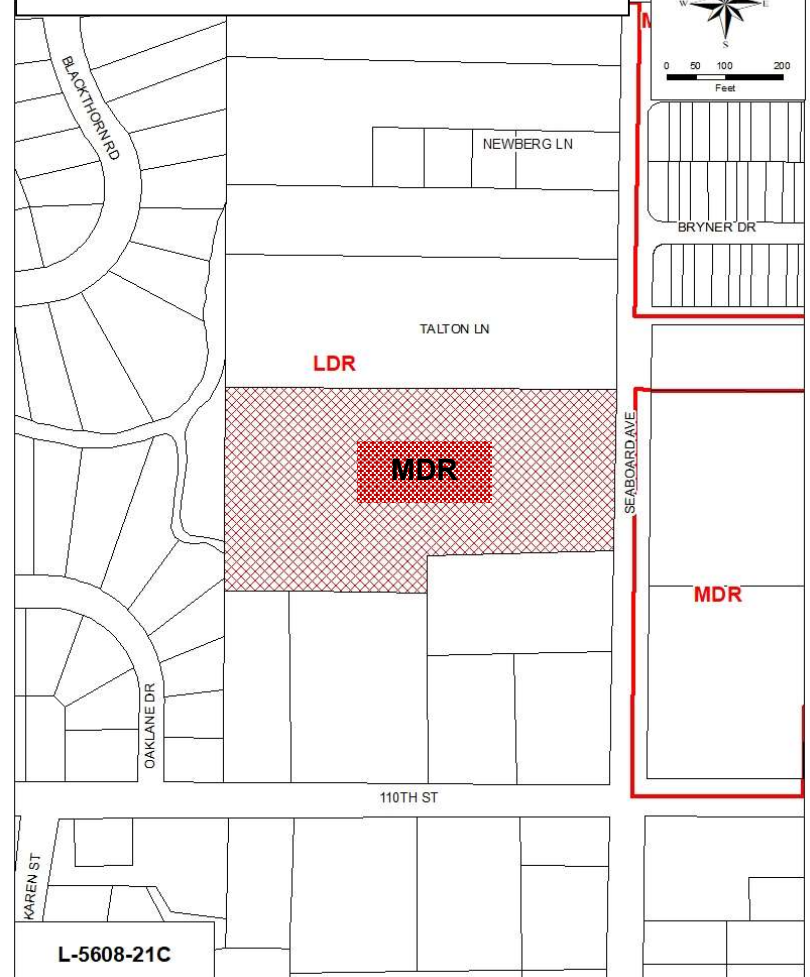 W
E
S
0 50 100 200
Feet
BLACKTHORN RD
NEWBERG LN
BRYNER DR
TALTON LN
LDR
MDR
SEABOARD AVE
MDR
OAKLANE DR
110TH ST
KAREN ST
L-5608-21C